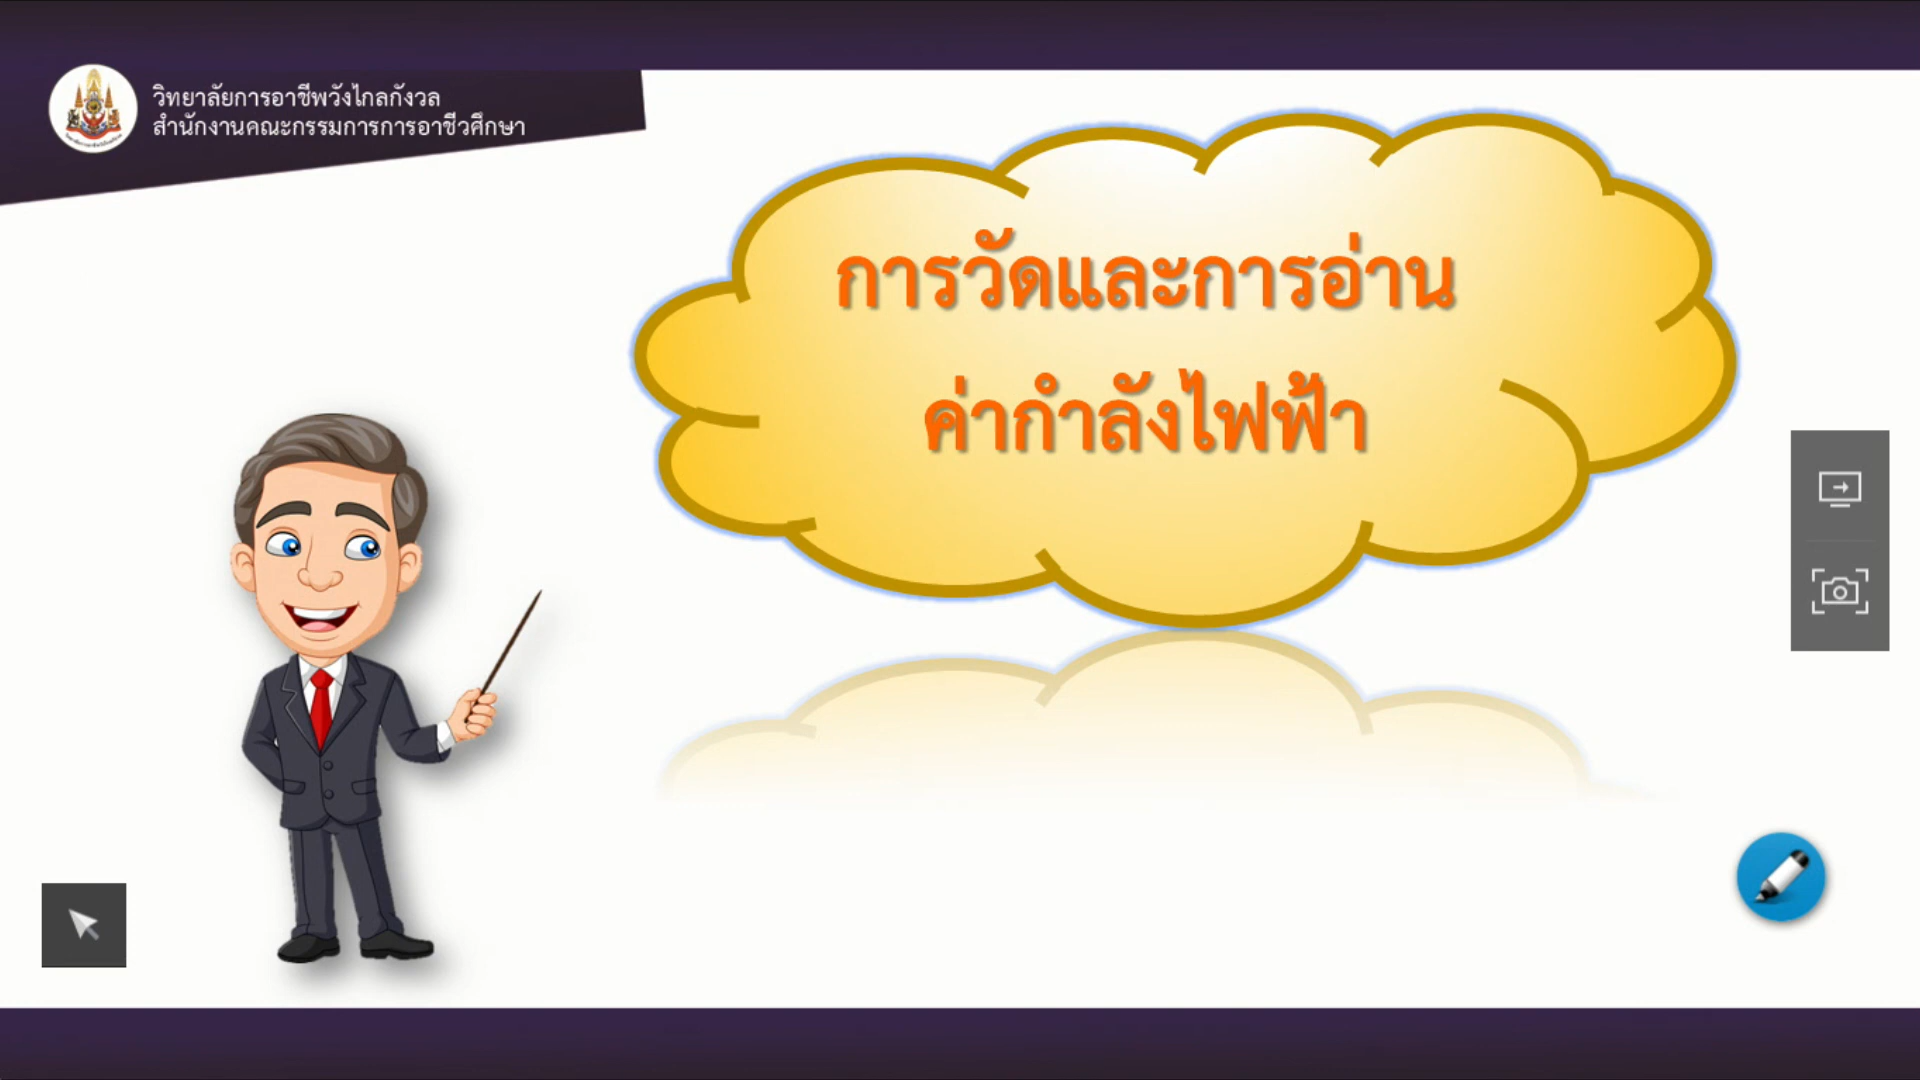 วิทยาลัยการอาชีพวังไกลกังวล
สำนักงานคณะกรรมการการอาชีวศึกษา
การวัดและการอ่าน
ค่ากำลังไฟฟ้า